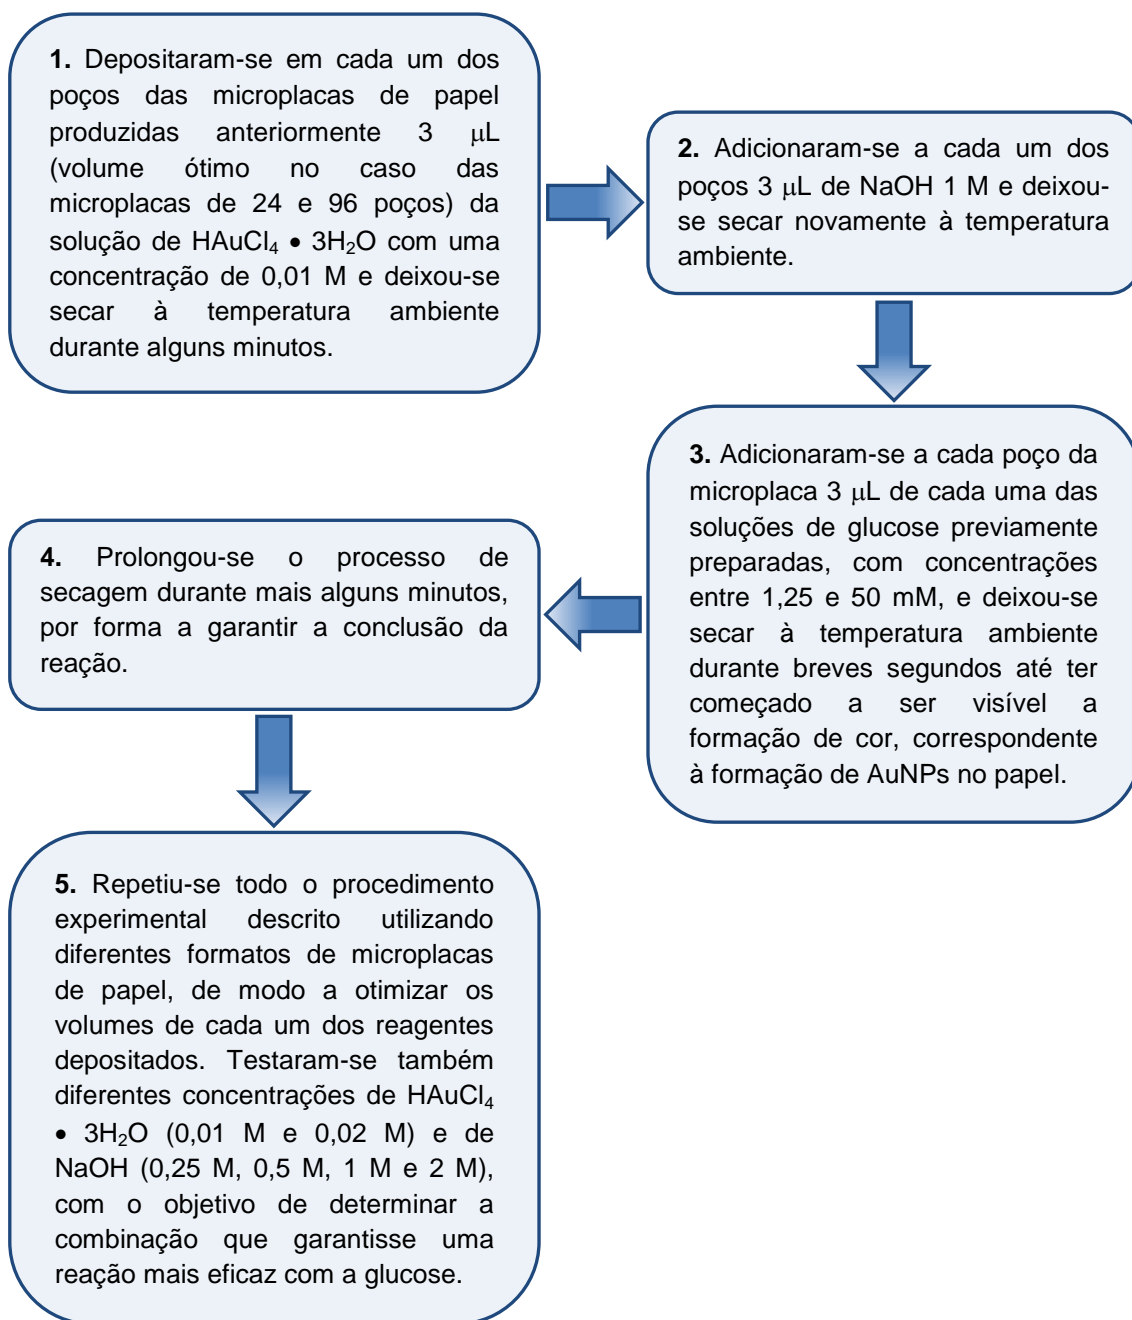 1. Depositaram-se em cada um dos
poços das microplacas de papel
produzidas anteriormente 3 μL
(volume ótimo no caso das
microplacas de 24 e 96 poços) da
solução de HAuCl₄ • 3H₂O com uma
concentração de 0,01 M e deixou-se
secar à temperatura ambiente
durante alguns minutos.
2. Adicionaram-se a cada um dos
poços 3 μL de NaOH 1 M e deixou-
se secar novamente à temperatura
ambiente.
3. Adicionaram-se a cada poço da
microplaca 3 μL de cada uma das
soluções de glucose previamente
preparadas, com concentrações
entre 1,25 e 50 mM, e deixou-se
secar à temperatura ambiente
durante breves segundos até ter
começado a ser visível a
formação de cor, correspondente
à formação de AuNPs no papel.
4. Prolongou-se o processo de
secagem durante mais alguns minutos,
por forma a garantir a conclusão da
reação.
5. Repetiu-se todo o procedimento
experimental descrito utilizando
diferentes formatos de microplacas
de papel, de modo a otimizar os
volumes de cada um dos reagentes
depositados. Testaram-se também
diferentes concentrações de HAuCl₄
• 3H₂O (0,01 M e 0,02 M) e de
NaOH (0,25 M, 0,5 M, 1 M e 2 M),
com o objetivo de determinar a
combinação que garantisse uma
reação mais eficaz com a glucose.